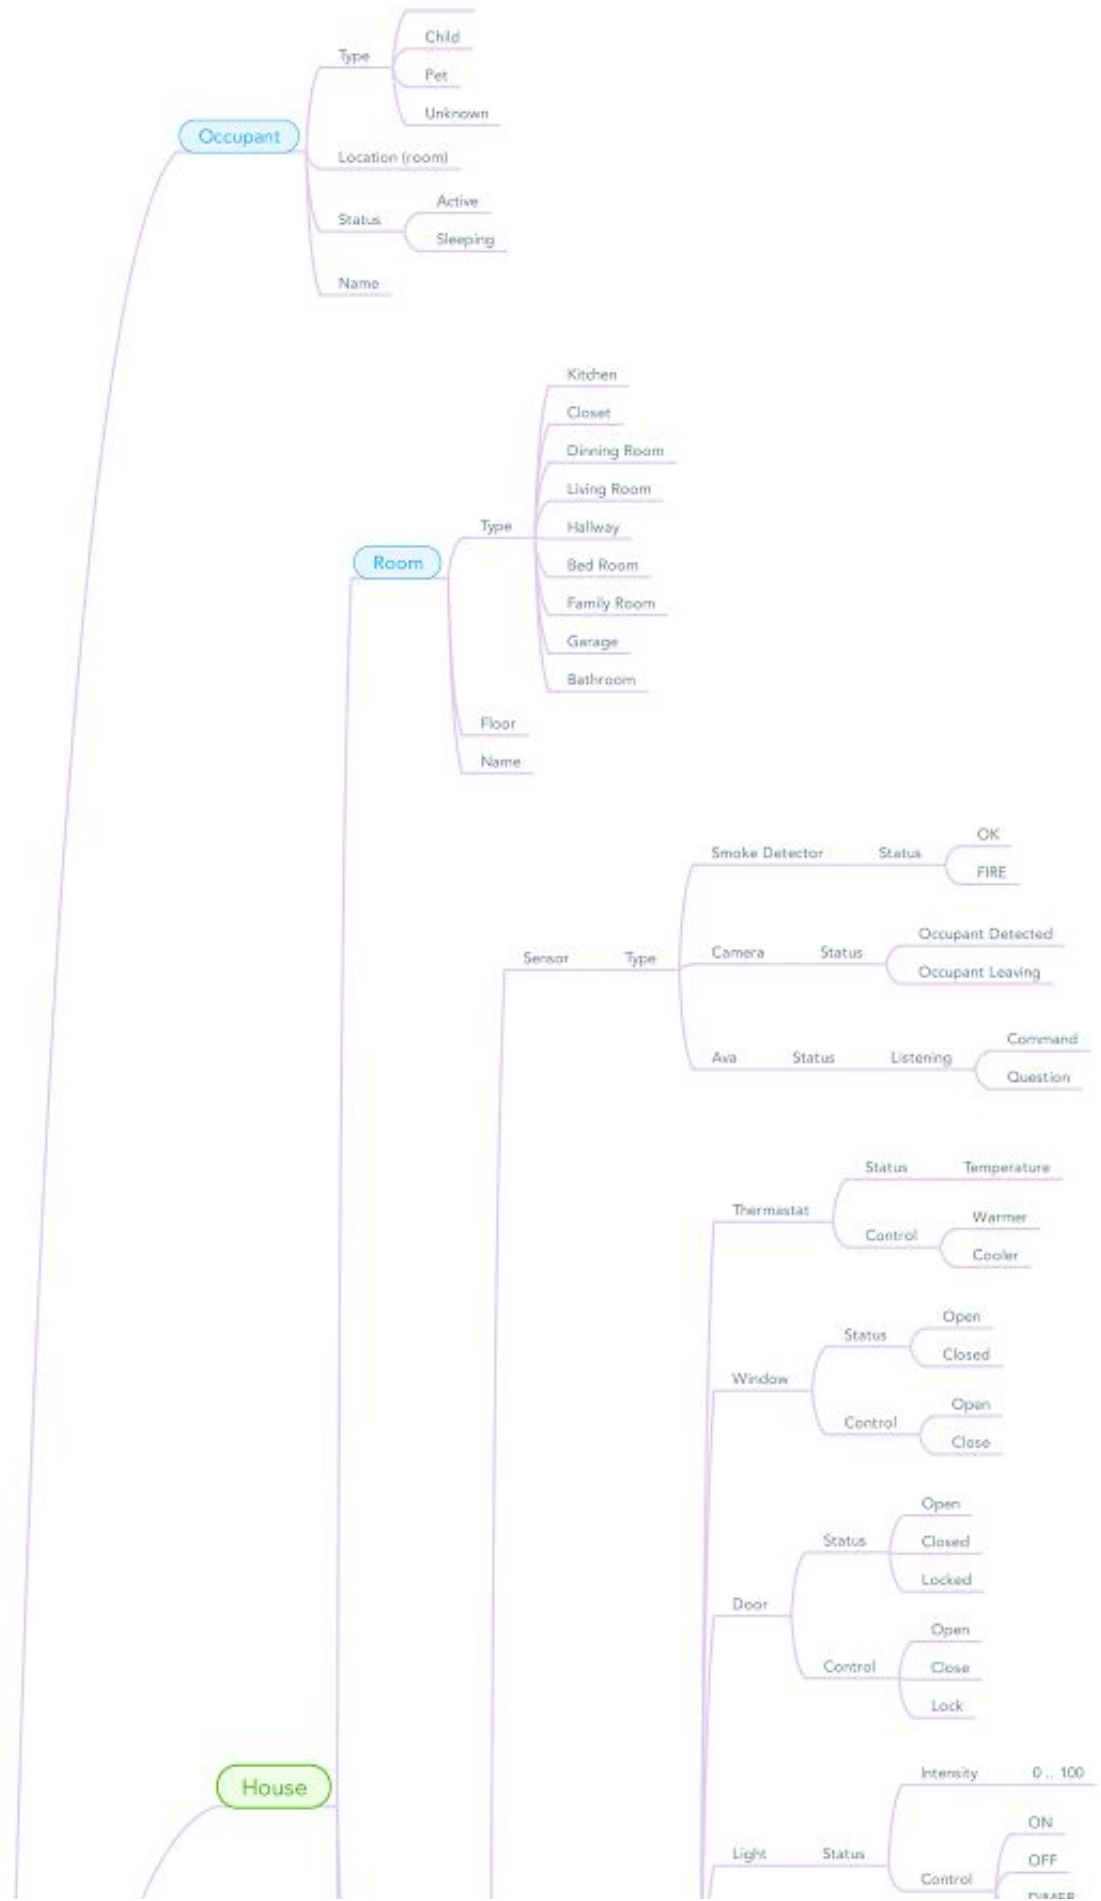 Child
Type
Pet
Unknown
Occupant
Location (room)
Active
Status
Sleeping
Name
Kitchen
Closet
Dinning Room
Living Room
Type
Hallway
Room
Bed Room
Family Room
Garage
Bathroom
Floor
Name
OK
Smoke Detector Status
FIRE
Occupant Detected
Sensor Type Camera Status
Occupant Leaving
Command
Ava Status Listening
Question
Status Temperature
Thermastat
Warmer
Control
Cooler
Open
Status
Closed
Window
Open
Control
Close
Open
Status Closed
Locked
Door
Open
Control Close
Lock
Intensity 0 .. 100
House
ON
Light Status
OFF
Control
DIMER